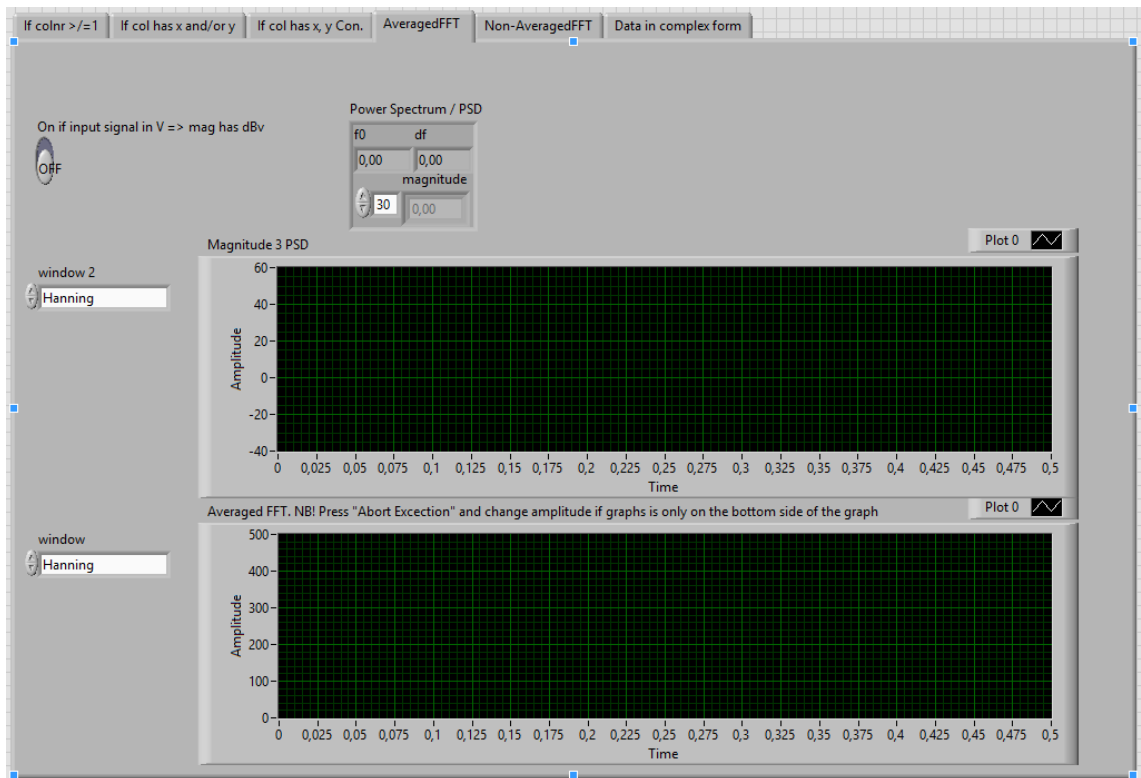 If colnr >/=1 If col has x and/or y If col has x, y Con. AveragedFFT Non-AveragedFFT Data in complex form
On if input signal in V => mag has dBv
OFF
Power Spectrum / PSD
f0 df
0,00 0,00
magnitude
30 0,00
Magnitude 3 PSD
Plot 0
window 2
Hanning
Amplitude
60
40
20
0
-20
-40
0 0,025 0,05 0,075 0,1 0,125 0,15 0,175 0,2 0,225 0,25 0,275 0,3 0,325 0,35 0,375 0,4 0,425 0,45 0,475 0,5
Time
Averaged FFT. NB! Press "Abort Excection" and change amplitude if graphs is only on the bottom side of the graph
Plot 0
window
Hanning
Amplitude
500
400
300
200
100
0
0 0,025 0,05 0,075 0,1 0,125 0,15 0,175 0,2 0,225 0,25 0,275 0,3 0,325 0,35 0,375 0,4 0,425 0,45 0,475 0,5
Time